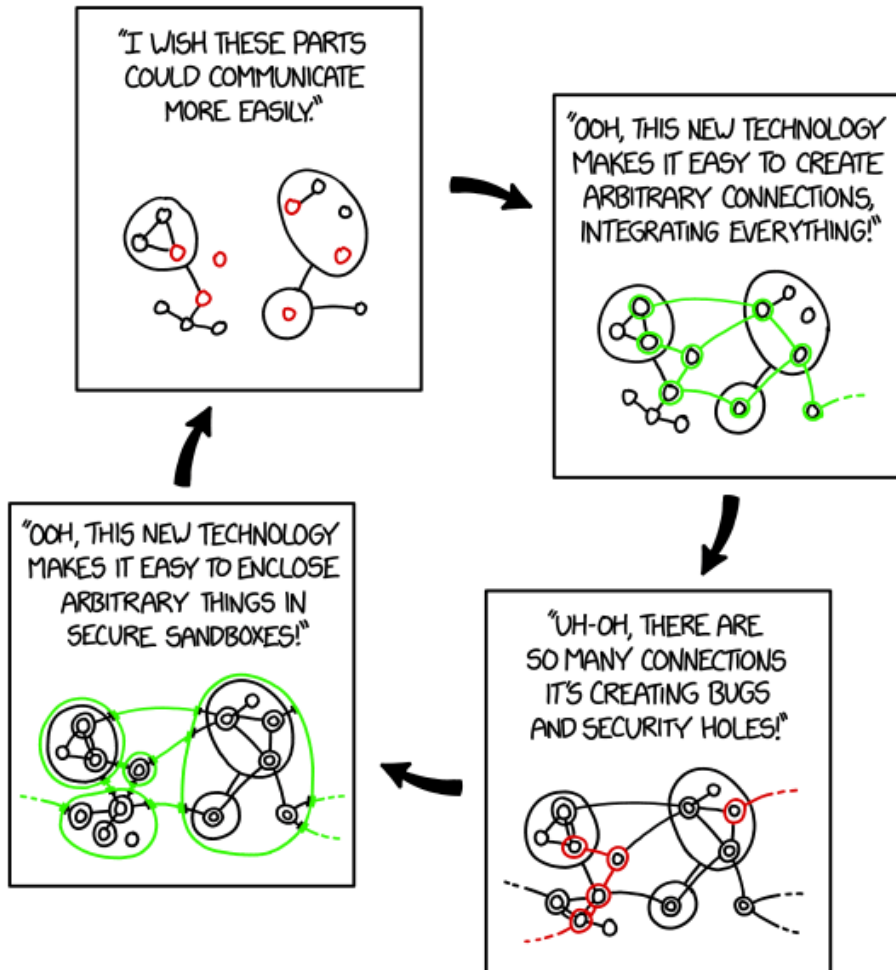 "I WISH THESE PARTS
COULD COMMUNICATE
MORE EASILY."
"OOH, THIS NEW TECHNOLOGY
MAKES IT EASY TO CREATE
ARBITRARY CONNECTIONS,
INTEGRATING EVERYTHING!"
"UH-OH, THERE ARE
SO MANY CONNECTIONS
IT'S CREATING BUGS
AND SECURITY HOLES!"
"OOH, THIS NEW TECHNOLOGY
MAKES IT EASY TO ENCLOSE
ARBITRARY THINGS IN
SECURE SANDBOXES!"